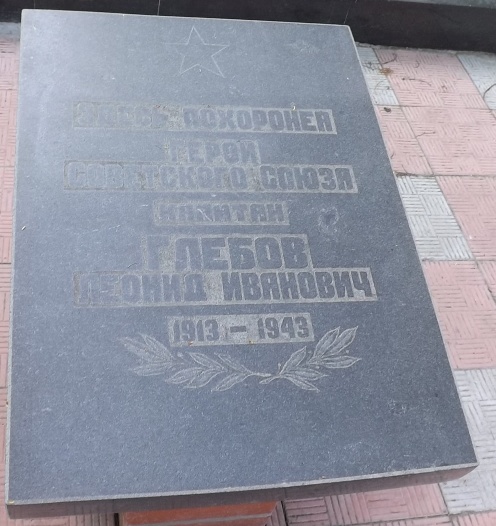 ЗДЕСЬ ПОХОРОНЕН
ГЕРОЙ
СОВЕТСКОГО СОЮЗА
КАПИТАН
ГЛЕБОВ
ЛЕОНИД ИВАНОВИЧ
1913 – 1943